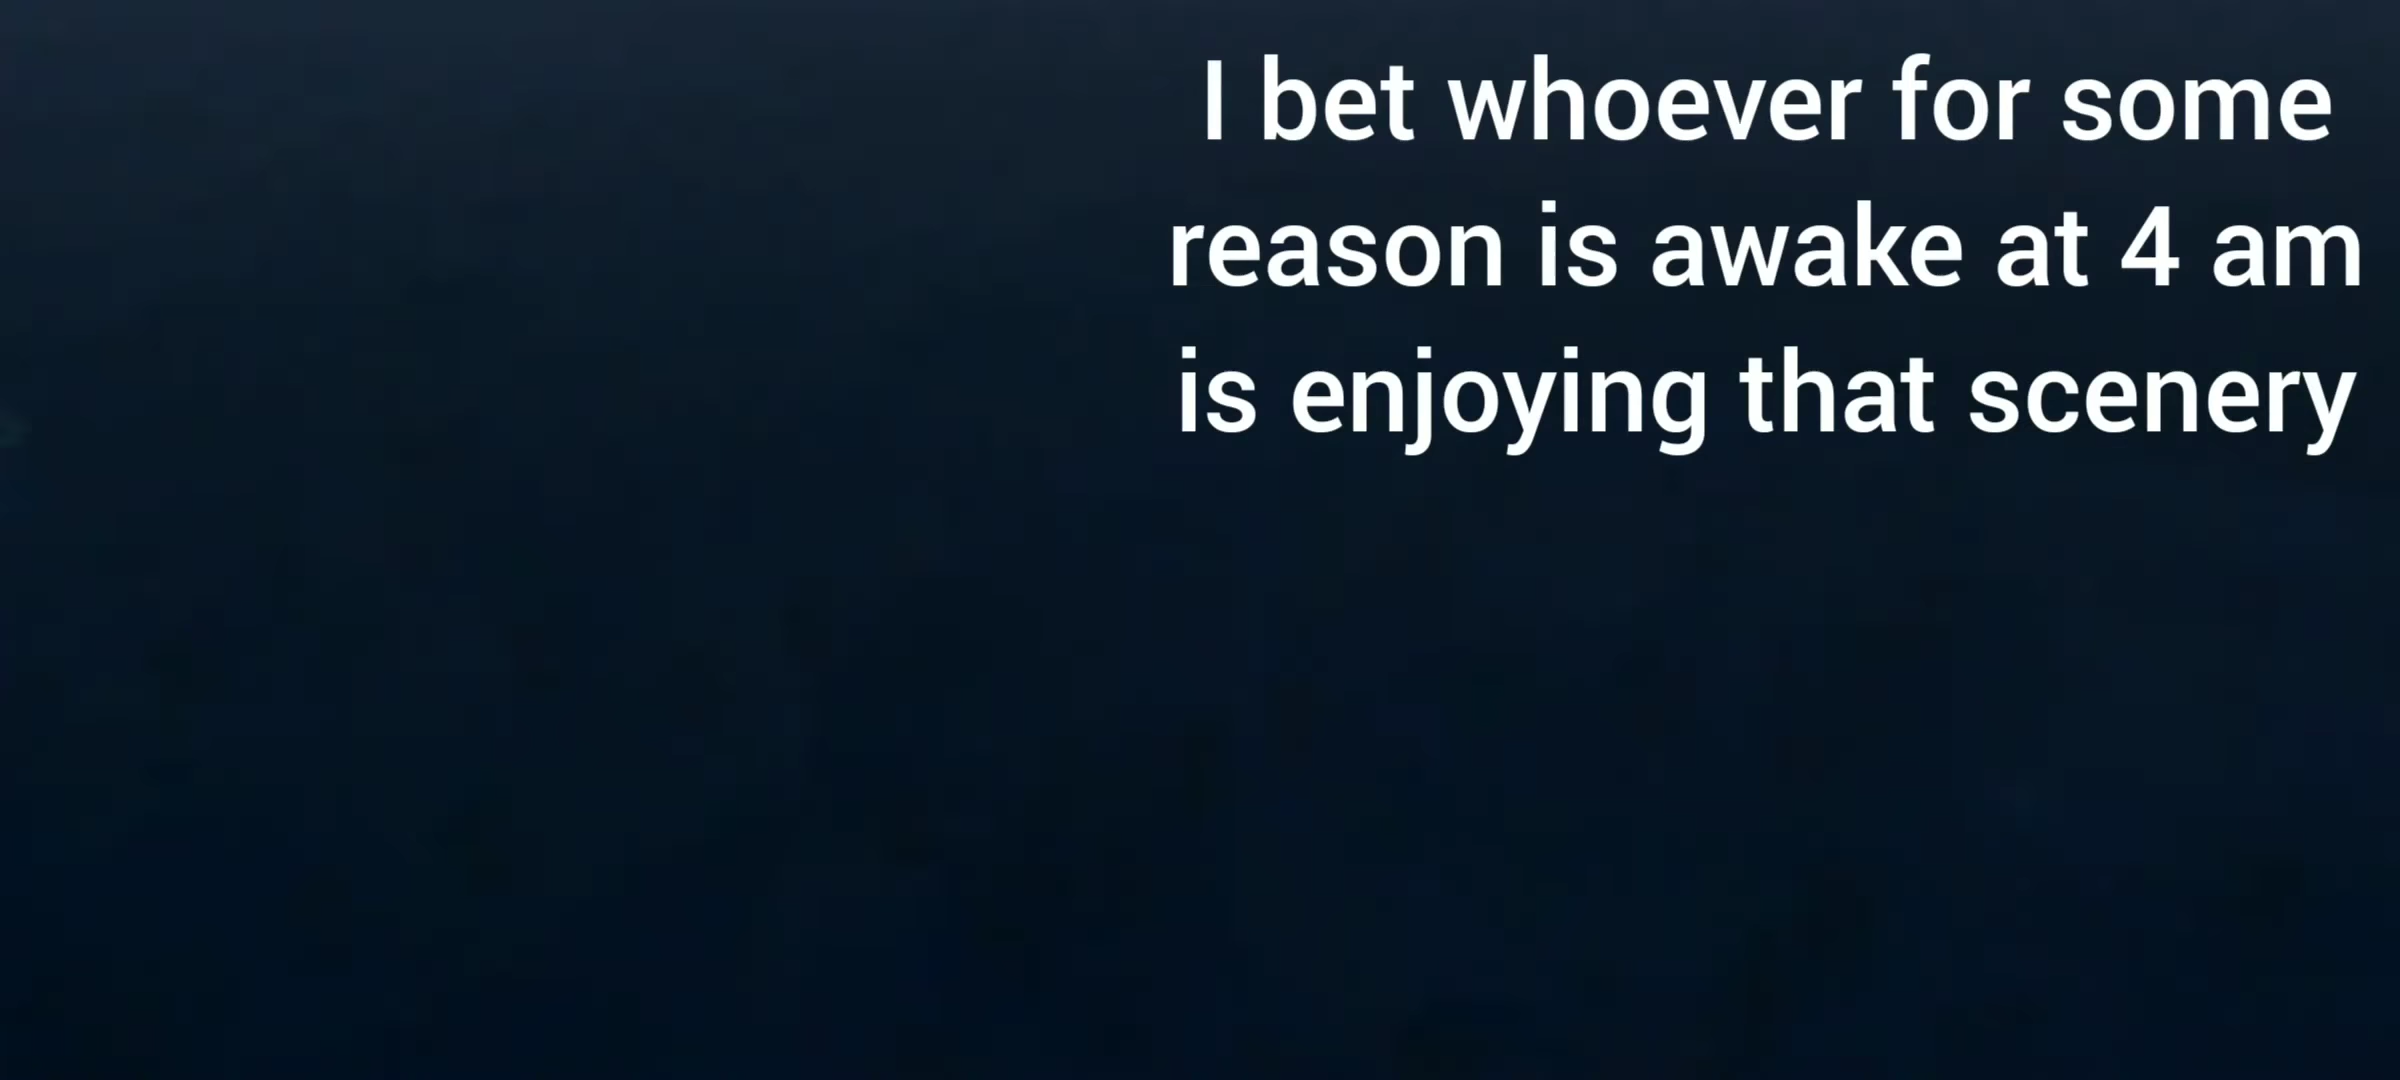 I bet whoever for some
reason is awake at 4 am
is enjoying that scenery